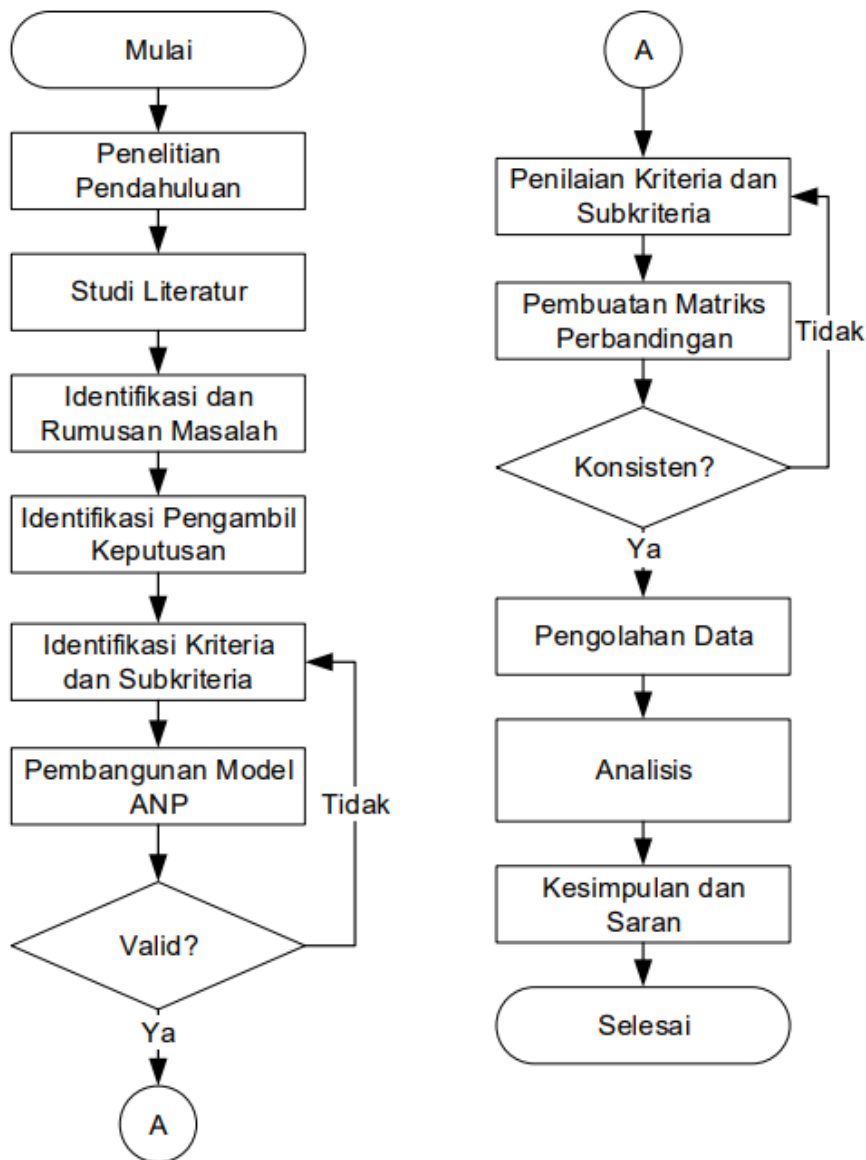 Mulai
Penelitian
Pendahuluan
Studi Literatur
Identifikasi dan
Rumusan Masalah
Identifikasi Pengambil
Keputusan
Identifikasi Kriteria
dan Subkriteria
Pembangunan Model
ANP
Tidak
Valid?
Ya
A
A
Penilaian Kriteria dan
Subkriteria
Pembuatan Matriks
Perbandingan
Tidak
Konsisten?
Ya
Pengolahan Data
Analisis
Kesimpulan dan
Saran
Selesai